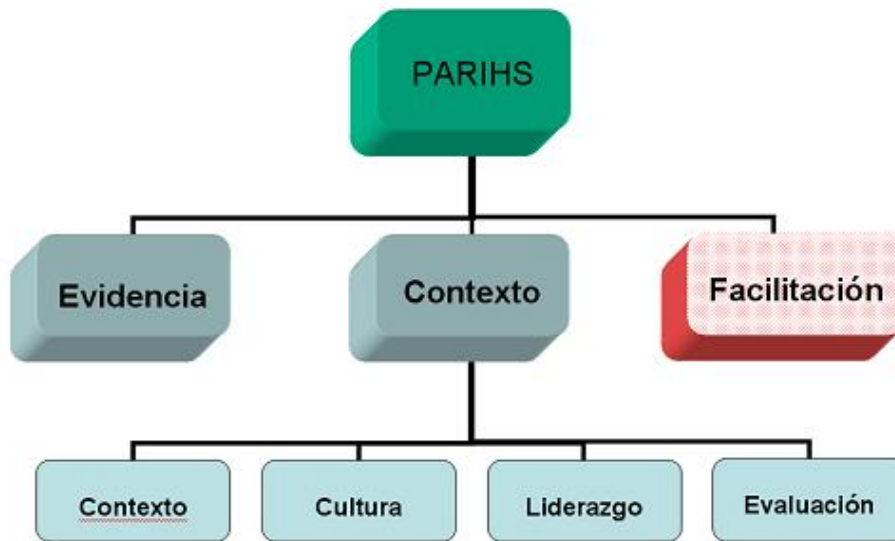 PARIHS
Evidencia
Contexto
Facilitación
Contexto
Cultura
Liderazgo
Evaluación